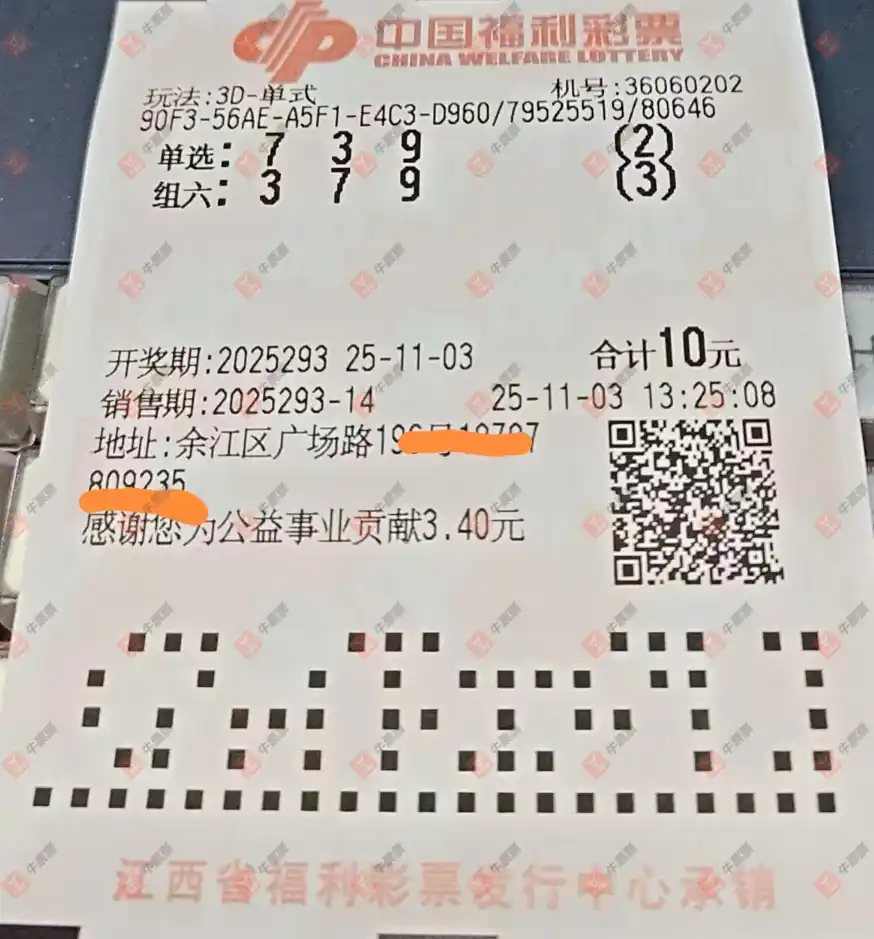 中国福利彩票
CHINA WELFARE LOTTERY
玩法:3D-单式 机号:36060202
90F3-56AE-A5F1-E4C3-D960/79525519/80646
单选: 7 3 9 (2)
组六: 3 7 9 (3)
开奖期:2025293 25-11-03 合计10元
销售期:2025293-14 25-11-03 13:25:08
地址:余江区广场路19
感谢您为公益事业贡献3.40元
江西省福利彩票发行中心承销